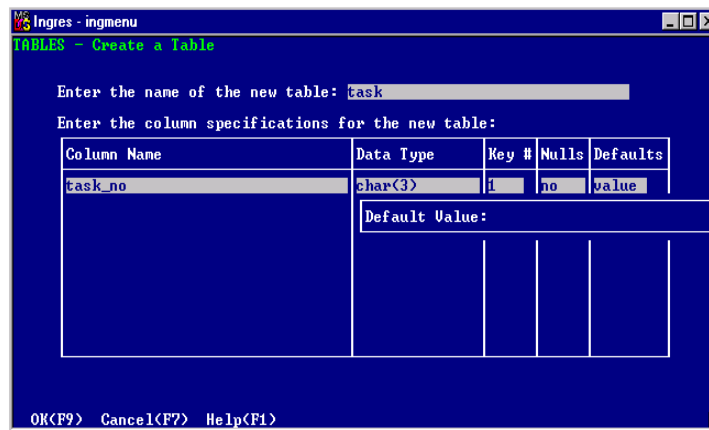 Ingres - ingmenu
TABLES - Create a Table
Enter the name of the new table: task
Enter the column specifications for the new table:
Column Name Data Type Key # Nulls Defaults
task_no char(3) 1 no value
Default Value:
OK(F9) Cancel(F7) Help(F1)